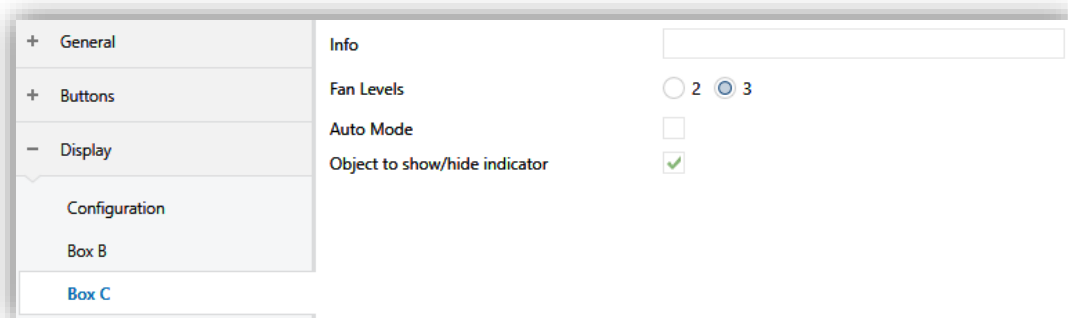 + General
+ Buttons
− Display
Configuration
Box B
Box C
Info
Fan Levels 2 3
Auto Mode
Object to show/hide indicator